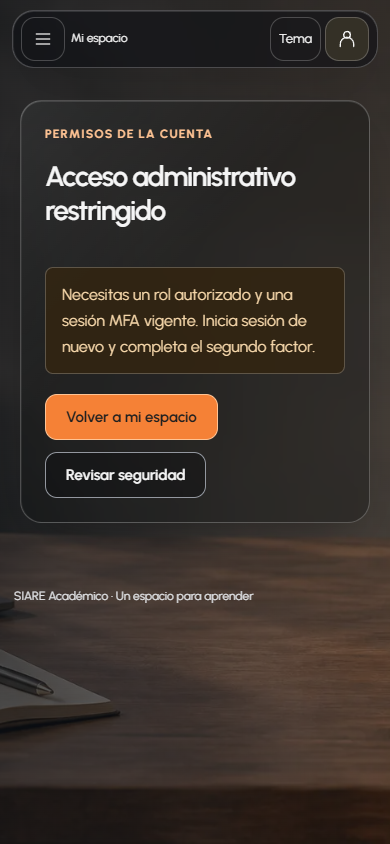 Mi espacio
Tema
PERMISOS DE LA CUENTA
Acceso administrativo
restringido
Necesitas un rol autorizado y una
sesión MFA vigente. Inicia sesión de
nuevo y completa el segundo factor.
Volver a mi espacio
Revisar seguridad
SIARE Académico · Un espacio para aprender